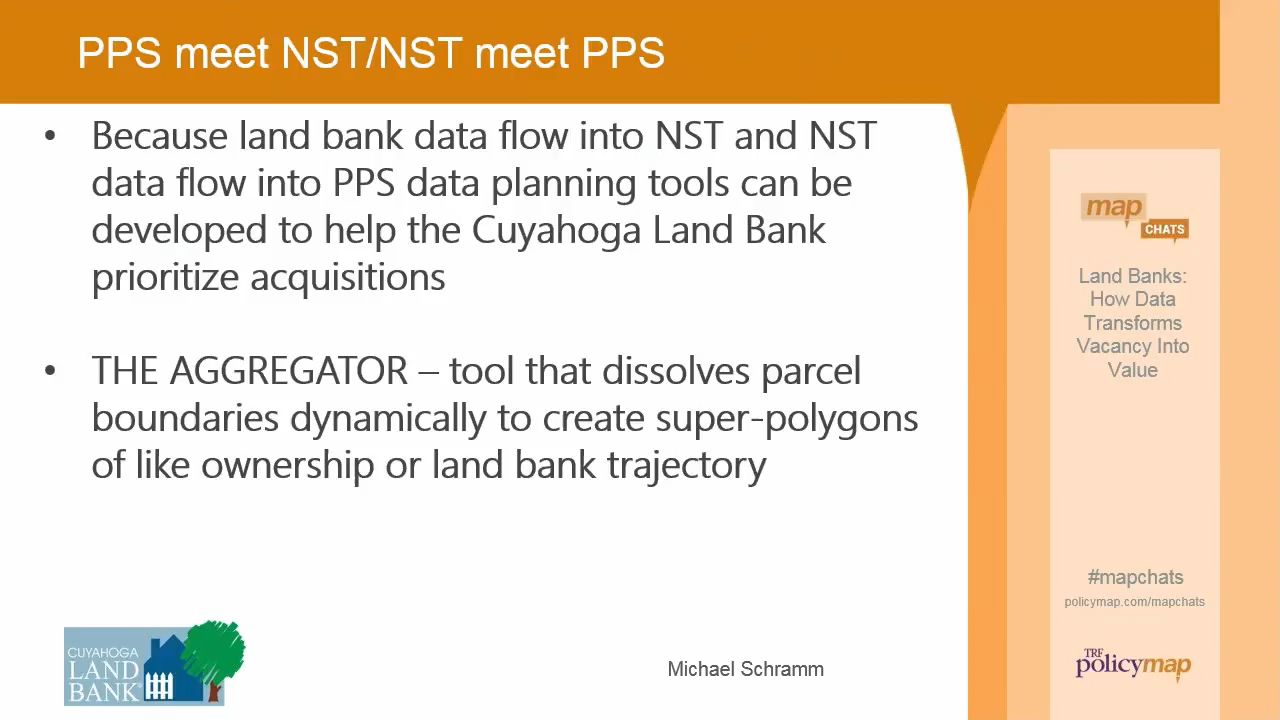 PPS meet NST/NST meet PPS
• Because land bank data flow into NST and NST
data flow into PPS data planning tools can be
developed to help the Cuyahoga Land Bank
prioritize acquisitions
• THE AGGREGATOR – tool that dissolves parcel
boundaries dynamically to create super-polygons
of like ownership or land bank trajectory
map
CHATS
Land Banks:
How Data
Transforms
Vacancy Into
Value
#mapchats
policymap.com/mapchats
TRF
policymap
CUYAHOGA
LAND
BANK
Michael Schramm